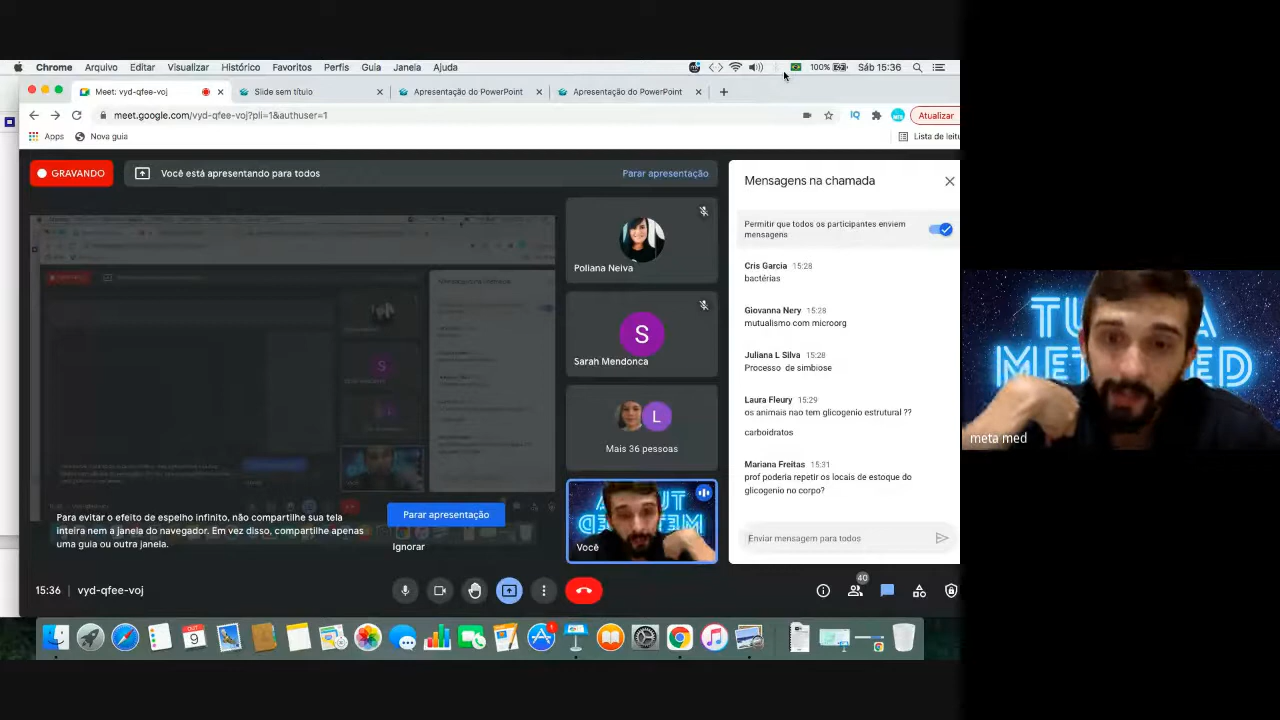 Chrome Arquivo Editar Visualizar Histórico Favoritos Perfis Guia Janela Ajuda 100% Sáb 15:36
Meet: vyd-qfee-voj Slide sem título Apresentação do PowerPoint Apresentação do PowerPoint
meet.google.com/vyd-qfee-voj?pli=1&authuser=1 IQ Atualizar
Apps Nova guia Lista de leitu
GRAVANDO Você está apresentando para todos Parar apresentação
Poliana Neiva
S
Sarah Mendonca
L
Mais 36 pessoas
Você
Para evitar o efeito de espelho infinito, não compartilhe sua tela
inteira nem a janela do navegador. Em vez disso, compartilhe apenas
uma guia ou outra janela.
Parar apresentação
Ignorar
Mensagens na chamada
Permitir que todos os participantes enviem
mensagens
Cris Garcia 15:28
bactérias
Giovanna Nery 15:28
mutualismo com microorg
Juliana L Silva 15:28
Processo de simbiose
Laura Fleury 15:29
os animais nao tem glicogenio estrutural ??
carboidratos
Mariana Freitas 15:31
prof poderia repetir os locais de estoque do
glicogenio no corpo?
Enviar mensagem para todos
15:36 | vyd-qfee-voj
40
OUT
9
1
meta med